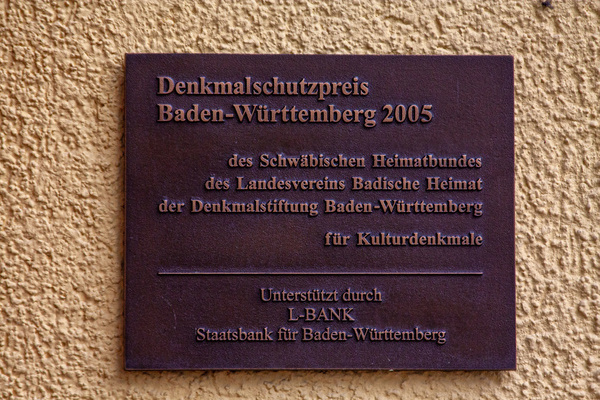 Denkmalschutzpreis
Baden-Württemberg 2005
des Schwäbischen Heimatbundes
des Landesvereins Badische Heimat
der Denkmalstiftung Baden-Württemberg
für Kulturdenkmale
Unterstützt durch
L-BANK
Staatsbank für Baden-Württemberg